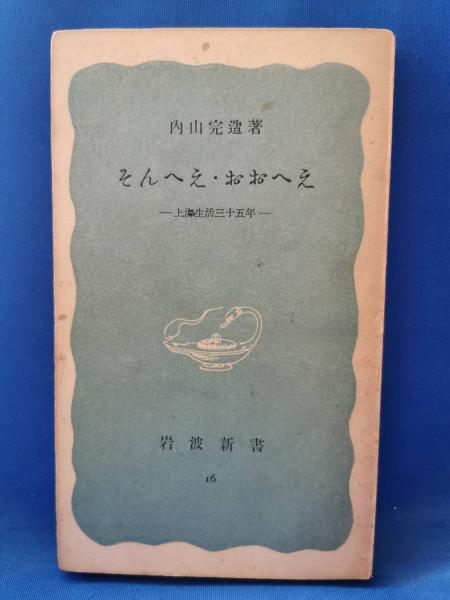 内山完造著
そんへえ・おおへえ
―上海生活三十五年―
岩波新書
16